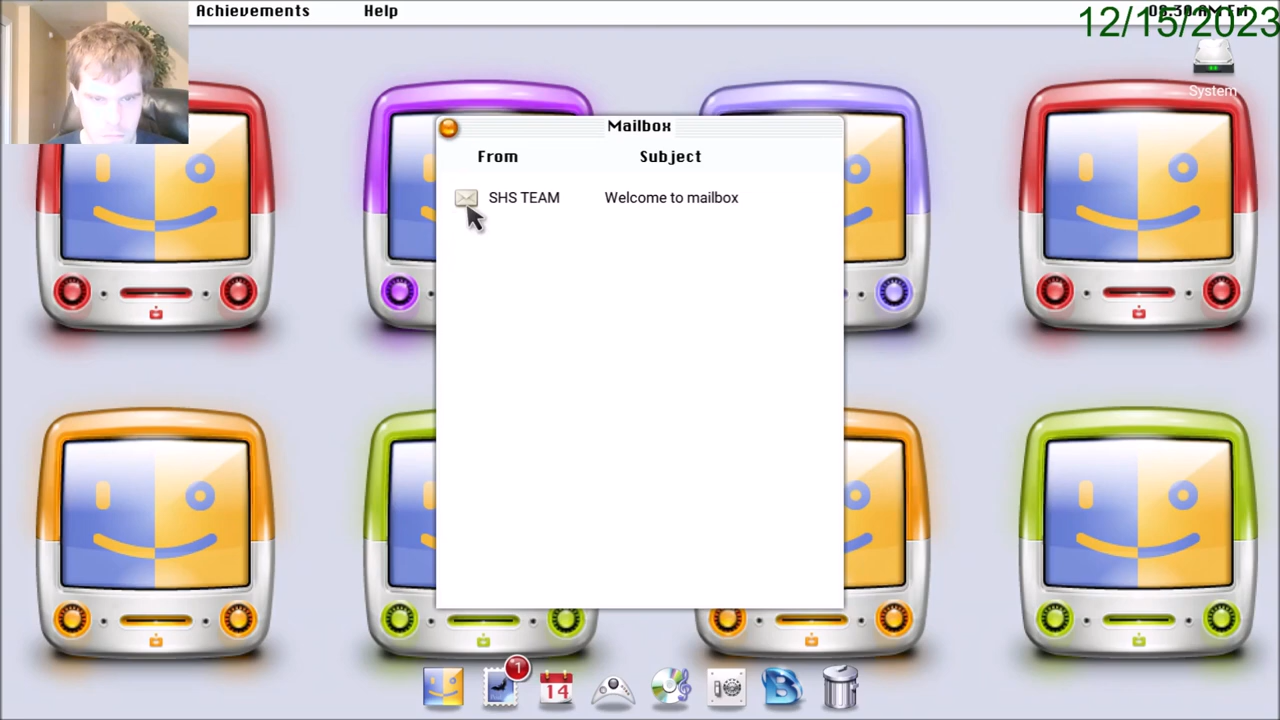 Achievements Help
12/15/2023
System
Mailbox
From Subject
SHS TEAM Welcome to mailbox
1
14
B